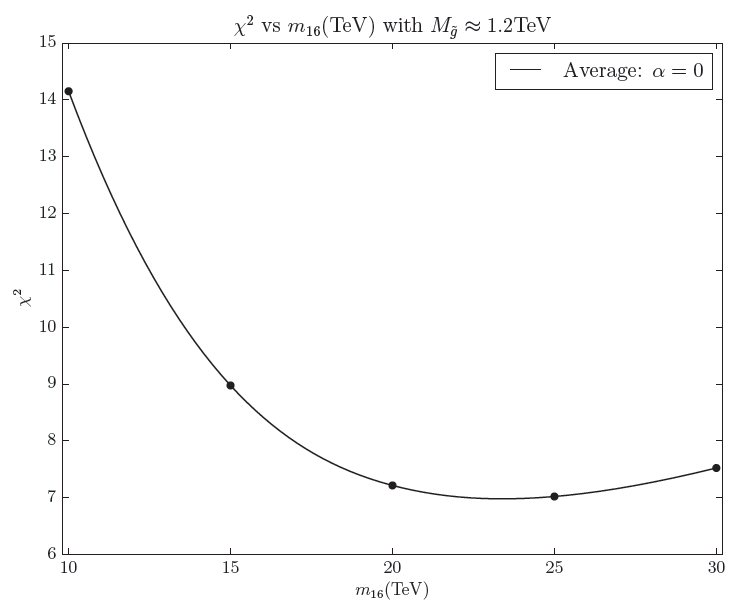 χ² vs m₁₆(TeV) with M_g̃ ≈ 1.2TeV
Average: α = 0
15
14
13
12
11
10
9
8
7
6
χ²
10 15 20 25 30
m₁₆(TeV)